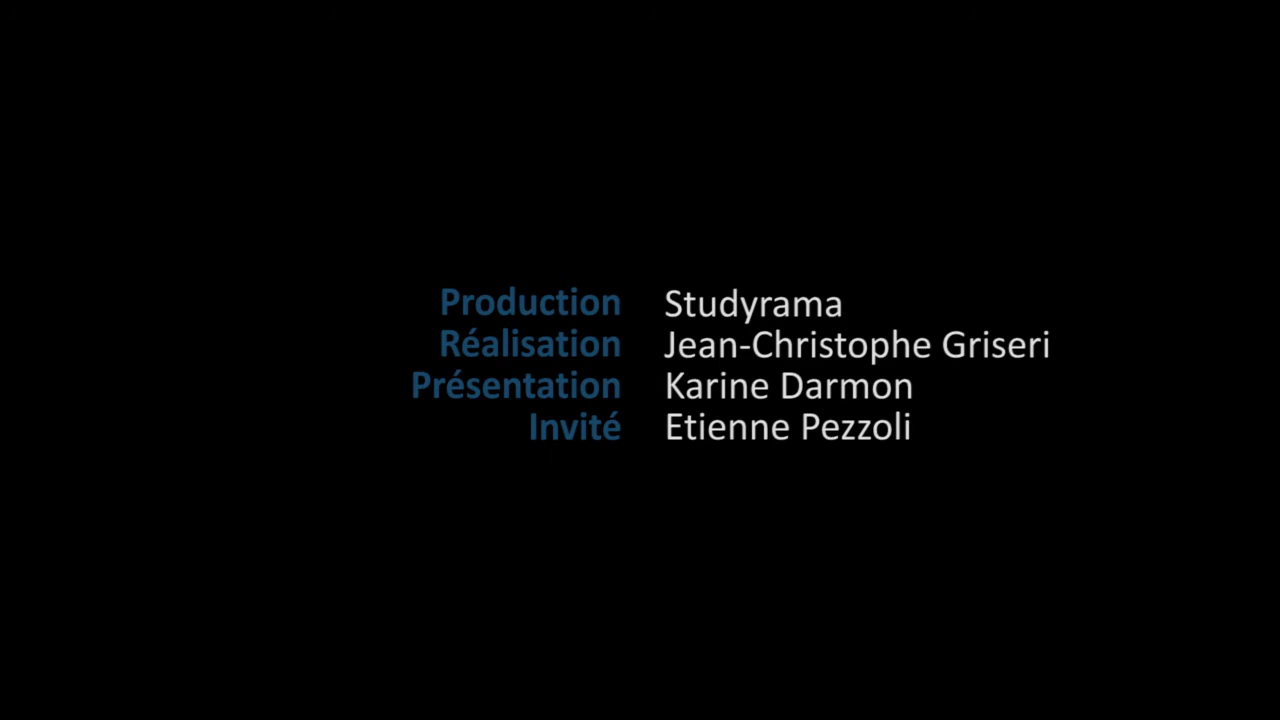 Production Studyrama
Réalisation Jean-Christophe Griseri
Présentation Karine Darmon
Invité Etienne Pezzoli